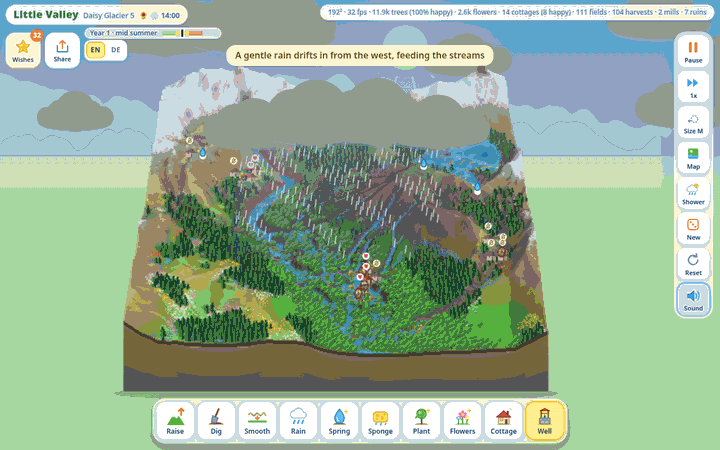 Little Valley Daisy Glacier 5 14:00
192² · 32 fps · 11.9k trees (100% happy) · 2.6k flowers · 14 cottages (8 happy) · 111 fields · 104 harvests · 2 mills · 7 ruins
Year 1 · mid summer
32
Wishes
Share
EN DE
A gentle rain drifts in from the west, feeding the streams
Pause
1x
Size M
Map
Shower
New
Reset
Sound
Raise Dig Smooth Rain Spring Sponge Plant Flowers Cottage Well